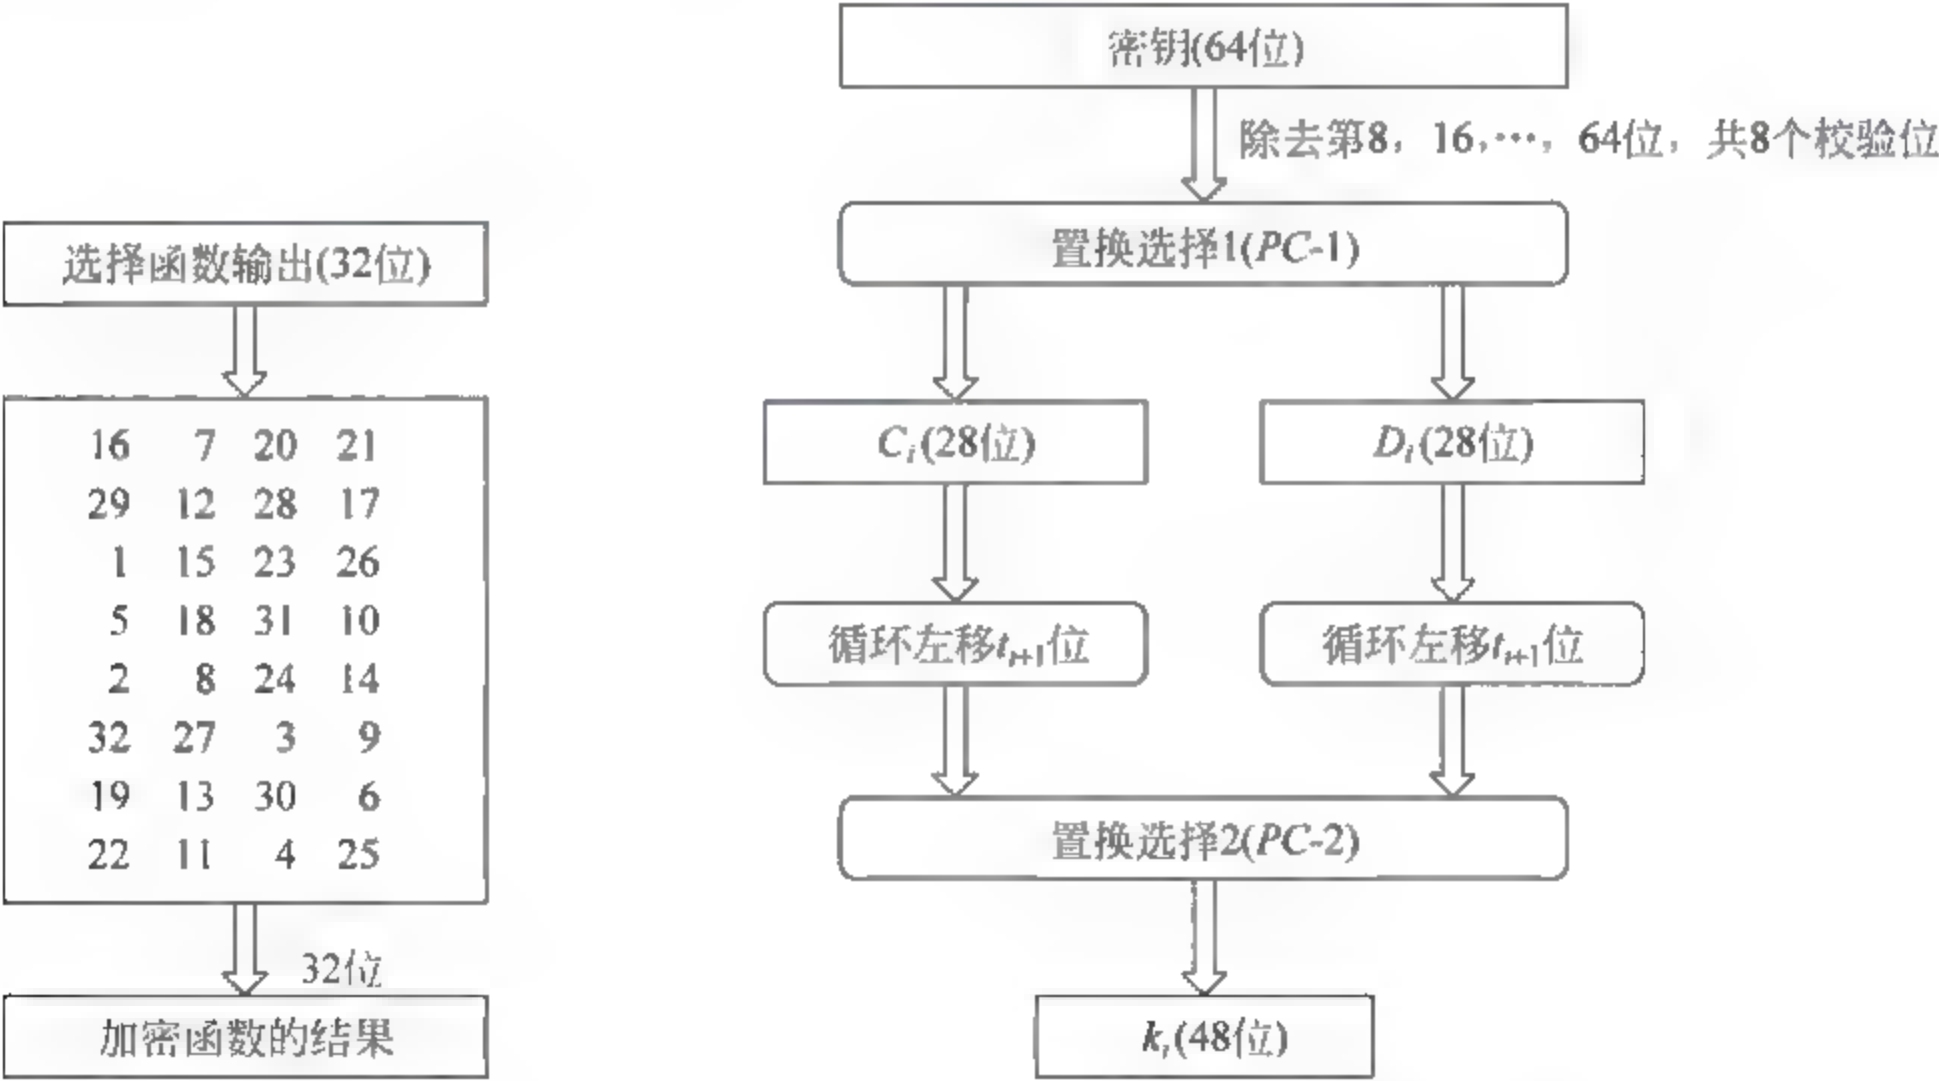 选择函数输出(32位)
16 7 20 21
29 12 28 17
1 15 23 26
5 18 31 10
2 8 24 14
32 27 3 9
19 13 30 6
22 11 4 25
32位
加密函数的结果
密钥(64位)
除去第8，16,…，64位，共8个校验位
置换选择1(PC-1)
C_i(28位)
D_i(28位)
循环左移t_{i+1}位
循环左移t_{i+1}位
置换选择2(PC-2)
k_i(48位)